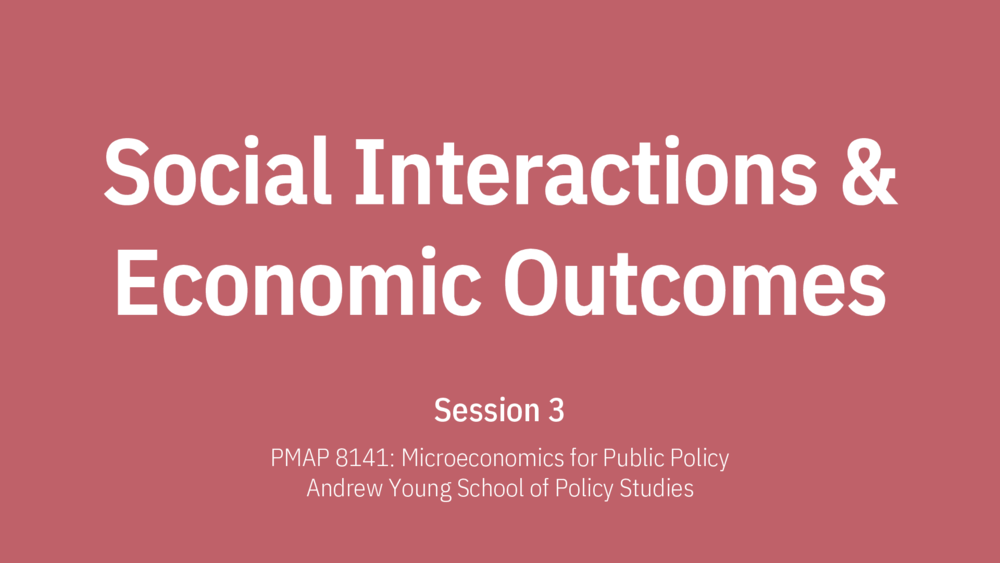 Social Interactions &
Economic Outcomes
Session 3
PMAP 8141: Microeconomics for Public Policy
Andrew Young School of Policy Studies